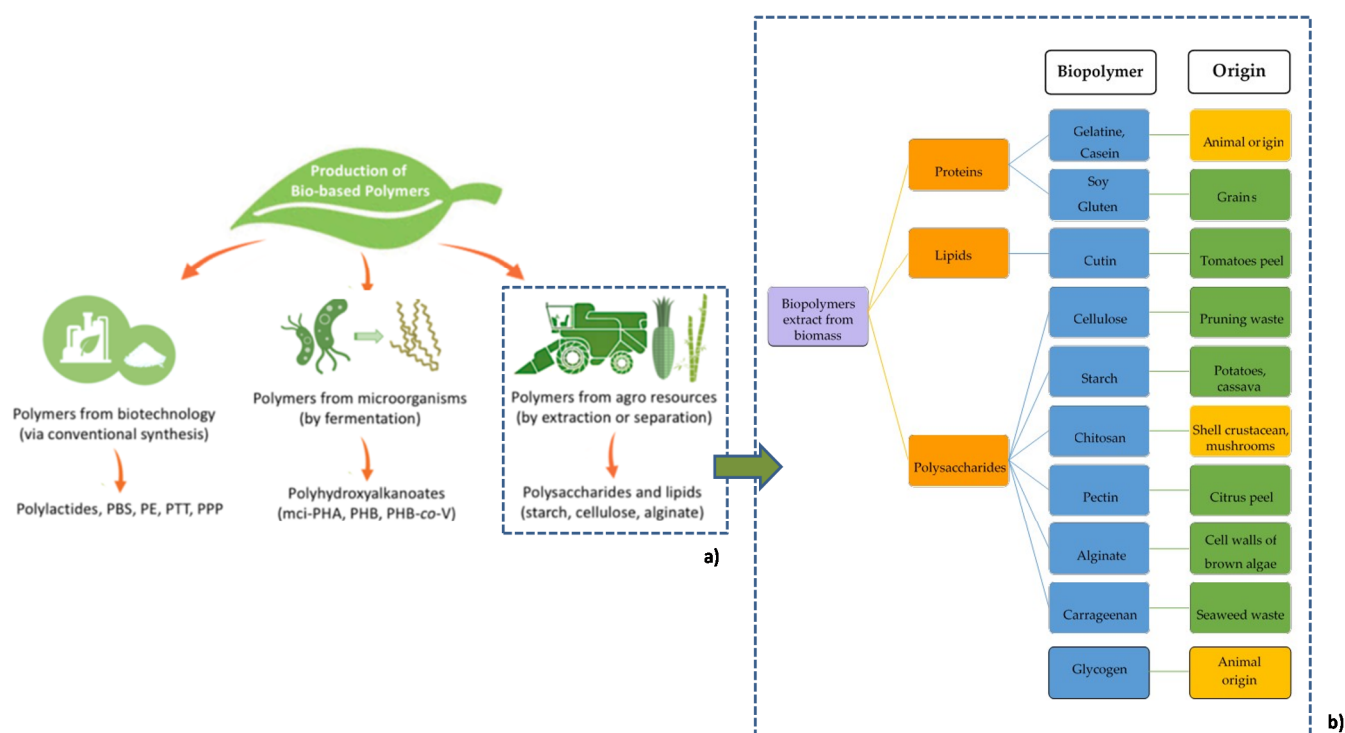 Production of
Bio-based Polymers
Polymers from biotechnology
(via conventional synthesis)
Polylactides, PBS, PE, PTT, PPP
Polymers from microorganisms
(by fermentation)
Polyhydroxyalkanoates
(mci-PHA, PHB, PHB-co-V)
Polymers from agro resources
(by extraction or separation)
Polysaccharides and lipids
(starch, cellulose, alginate)
a)
Biopolymer
Origin
Biopolymers
extract from
biomass
Proteins
Gelatine,
Casein
Animal origin
Soy
Gluten
Grains
Lipids
Cutin
Tomatoes peel
Polysaccharides
Cellulose
Pruning waste
Starch
Potatoes,
cassava
Chitosan
Shell crustacean,
mushrooms
Pectin
Citrus peel
Alginate
Cell walls of
brown algae
Carrageenan
Seaweed waste
Glycogen
Animal
origin
b)